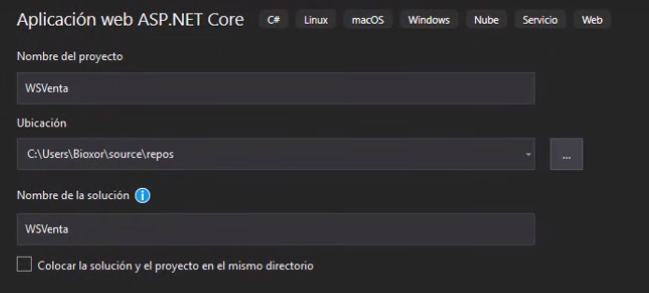 Aplicación web ASP.NET Core C# Linux macOS Windows Nube Servicio Web
Nombre del proyecto
WSVenta
Ubicación
C:\Users\Bioxor\source\repos
...
Nombre de la solución
WSVenta
Colocar la solución y el proyecto en el mismo directorio